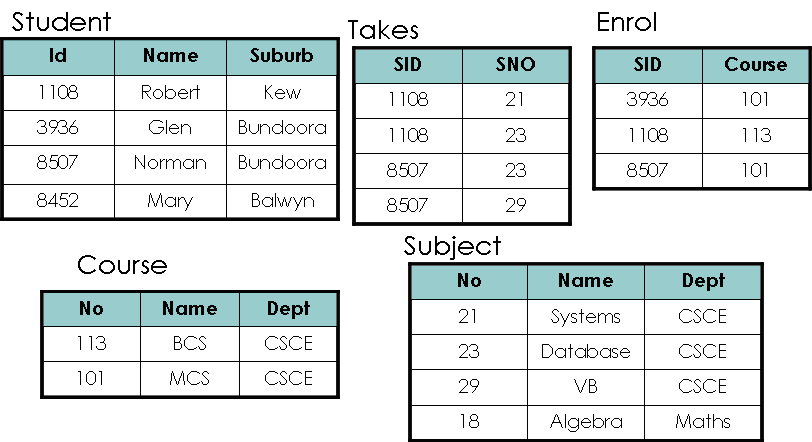 Student
Id Name Suburb
1108 Robert Kew
3936 Glen Bundoora
8507 Norman Bundoora
8452 Mary Balwyn
Takes
SID SNO
1108 21
1108 23
8507 23
8507 29
Enrol
SID Course
3936 101
1108 113
8507 101
Course
No Name Dept
113 BCS CSCE
101 MCS CSCE
Subject
No Name Dept
21 Systems CSCE
23 Database CSCE
29 VB CSCE
18 Algebra Maths